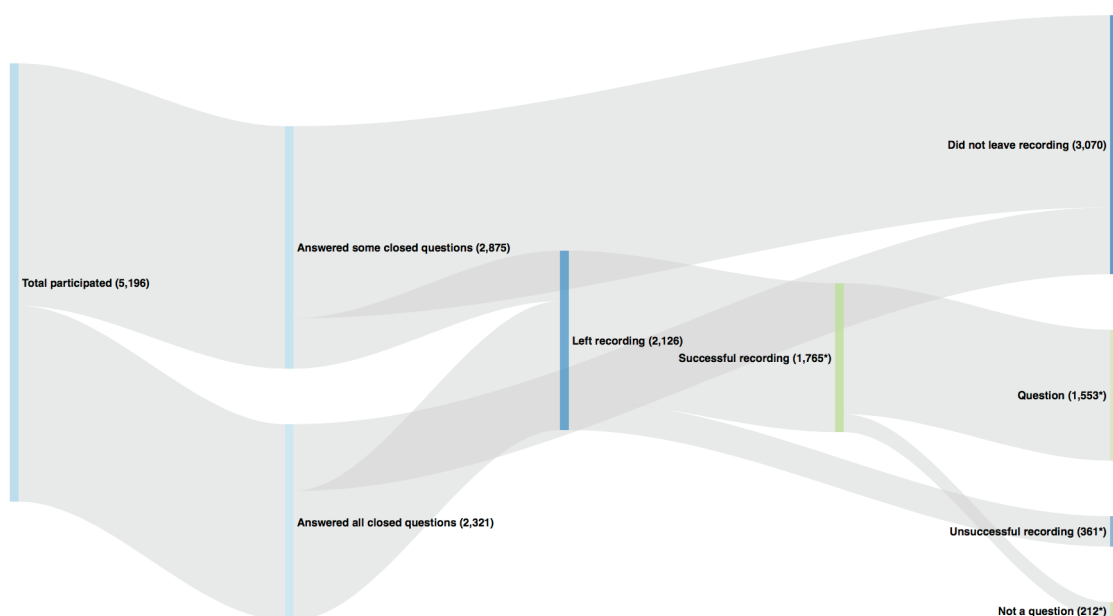 Did not leave recording (3,070)
Answered some closed questions (2,875)
Total participated (5,196)
Left recording (2,126)
Successful recording (1,765*)
Question (1,553*)
Answered all closed questions (2,321)
Unsuccessful recording (361*)
Not a question (212*)